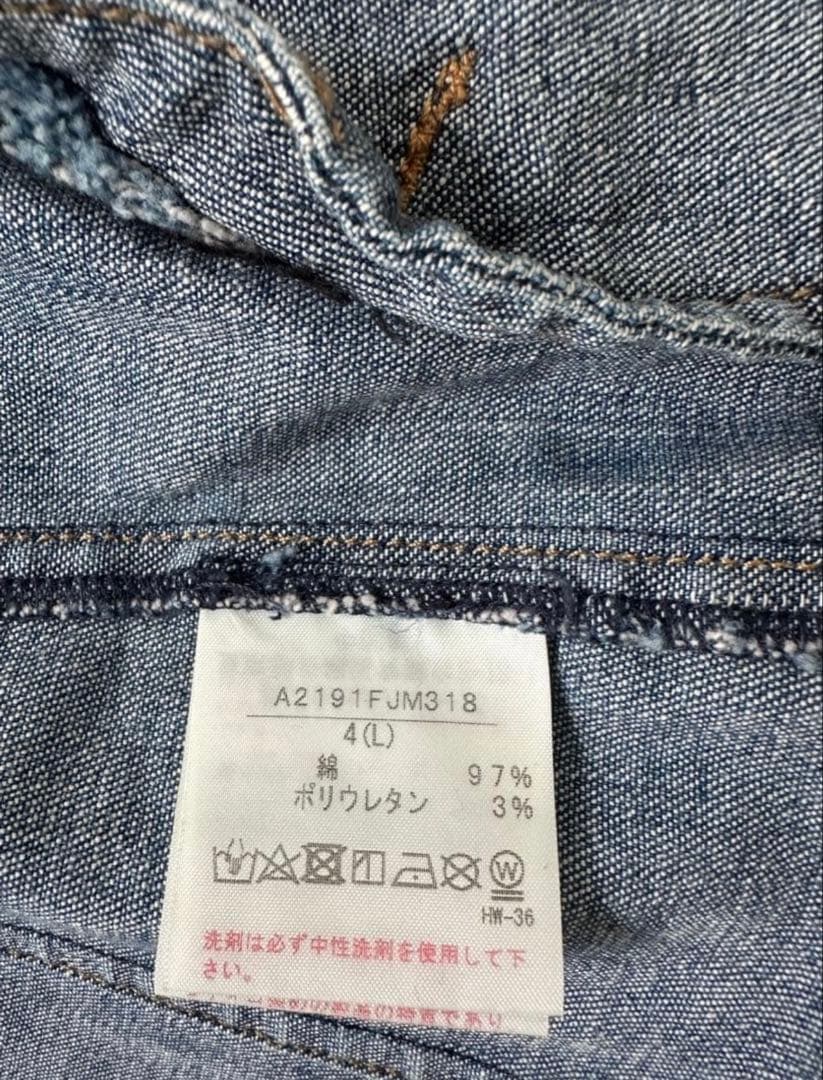 A2191FJM318
4(L)
綿 97%
ポリウレタン 3%
W
HW-36
洗剤は必ず中性洗剤を使用して下
さい。